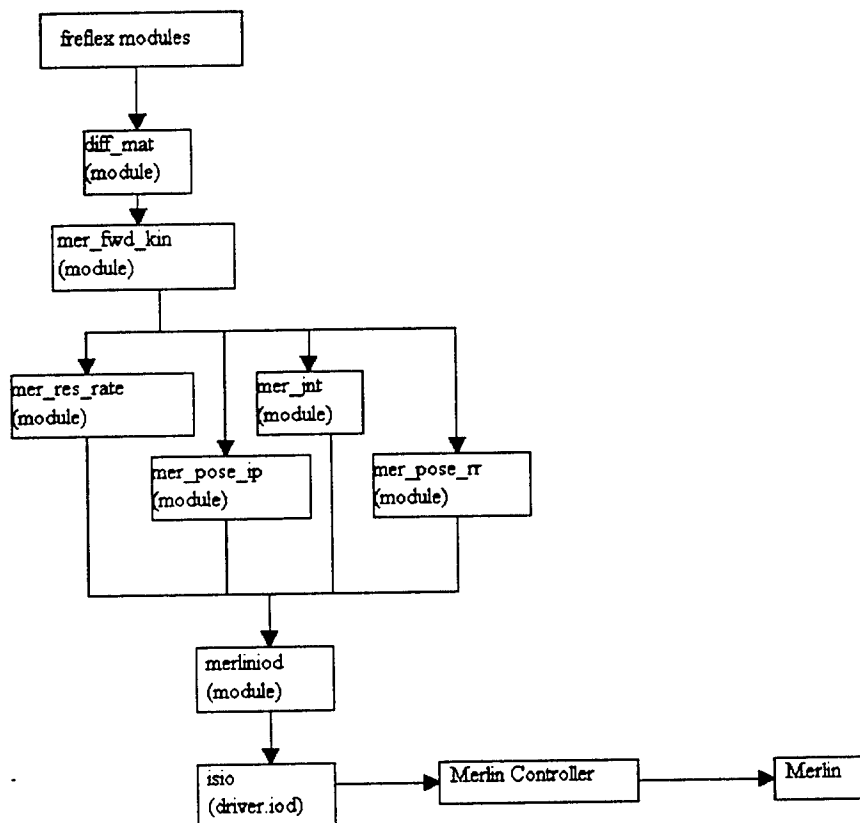 freflex modules
diff_mat
(module)
mer_fwd_kin
(module)
mer_res_rate
(module)
mer_jnt
(module)
mer_pose_ip
(module)
mer_pose_rr
(module)
merliniod
(module)
isio
(driver.iod)
Merlin Controller
Merlin